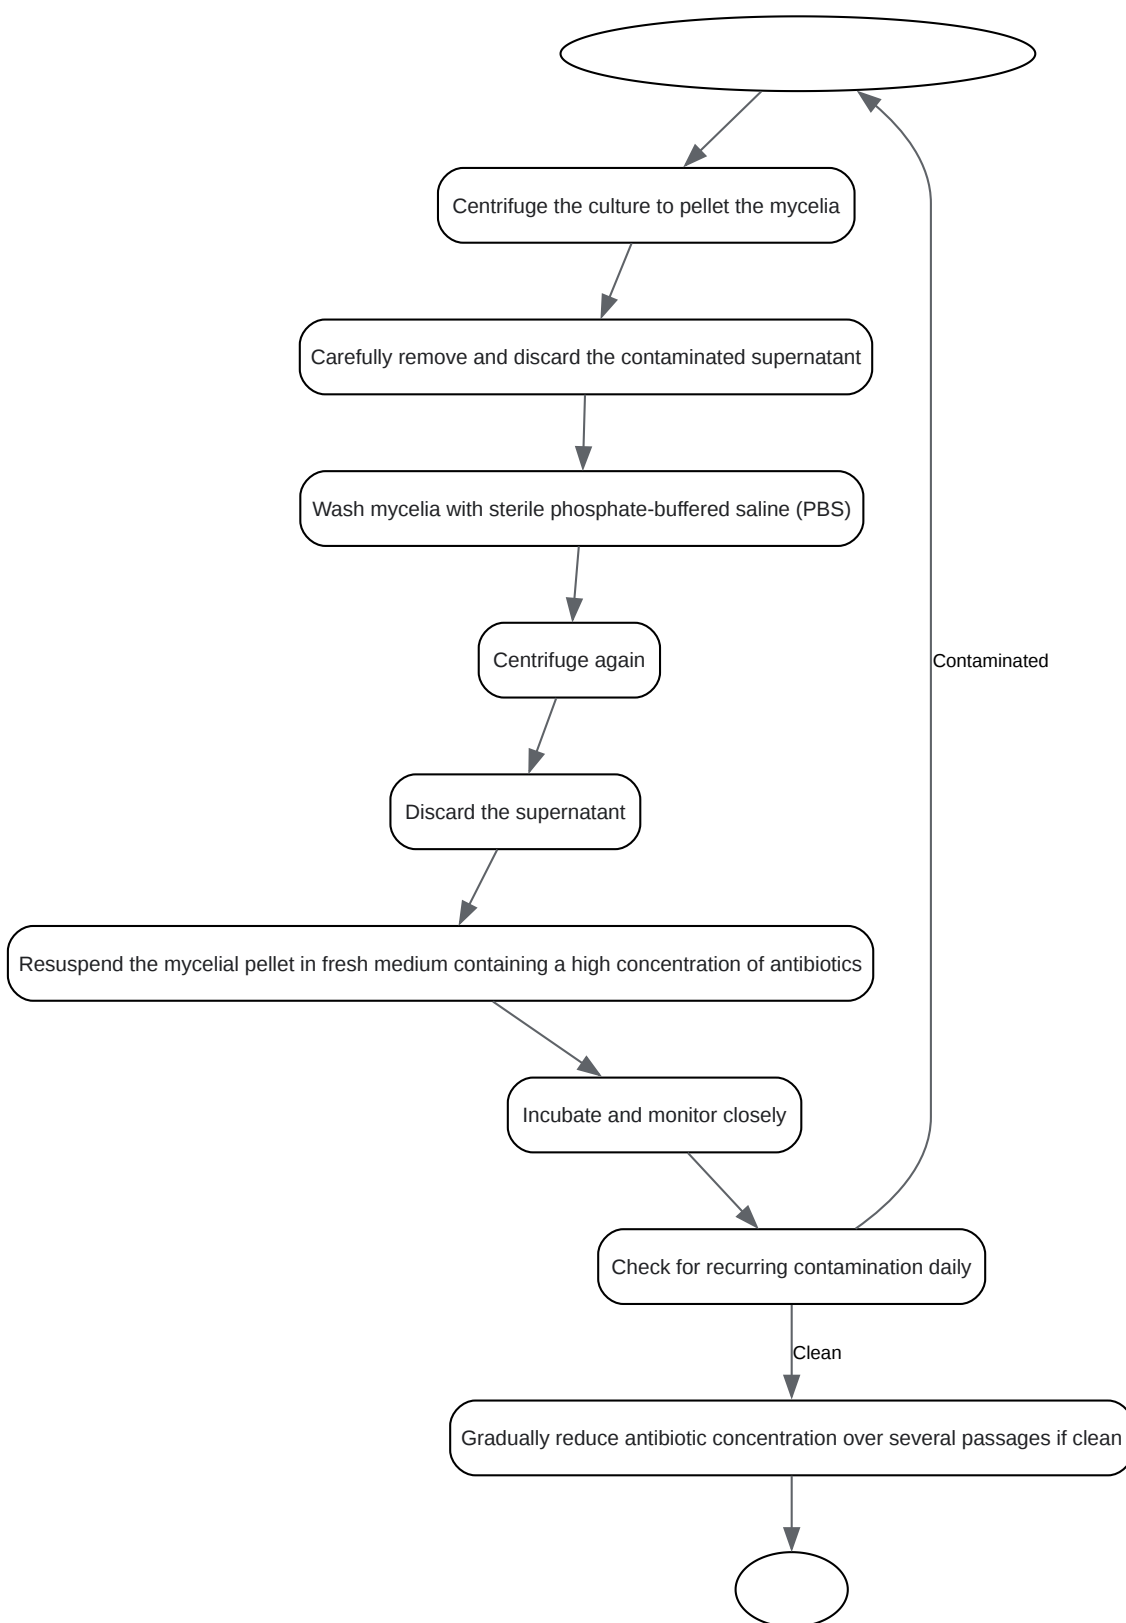 Centrifuge the culture to pellet the mycelia
Carefully remove and discard the contaminated supernatant
Wash mycelia with sterile phosphate-buffered saline (PBS)
Centrifuge again
Contaminated
Discard the supernatant
Resuspend the mycelial pellet in fresh medium containing a high concentration of antibiotics
Incubate and monitor closely
Check for recurring contamination daily
Clean
Gradually reduce antibiotic concentration over several passages if clean